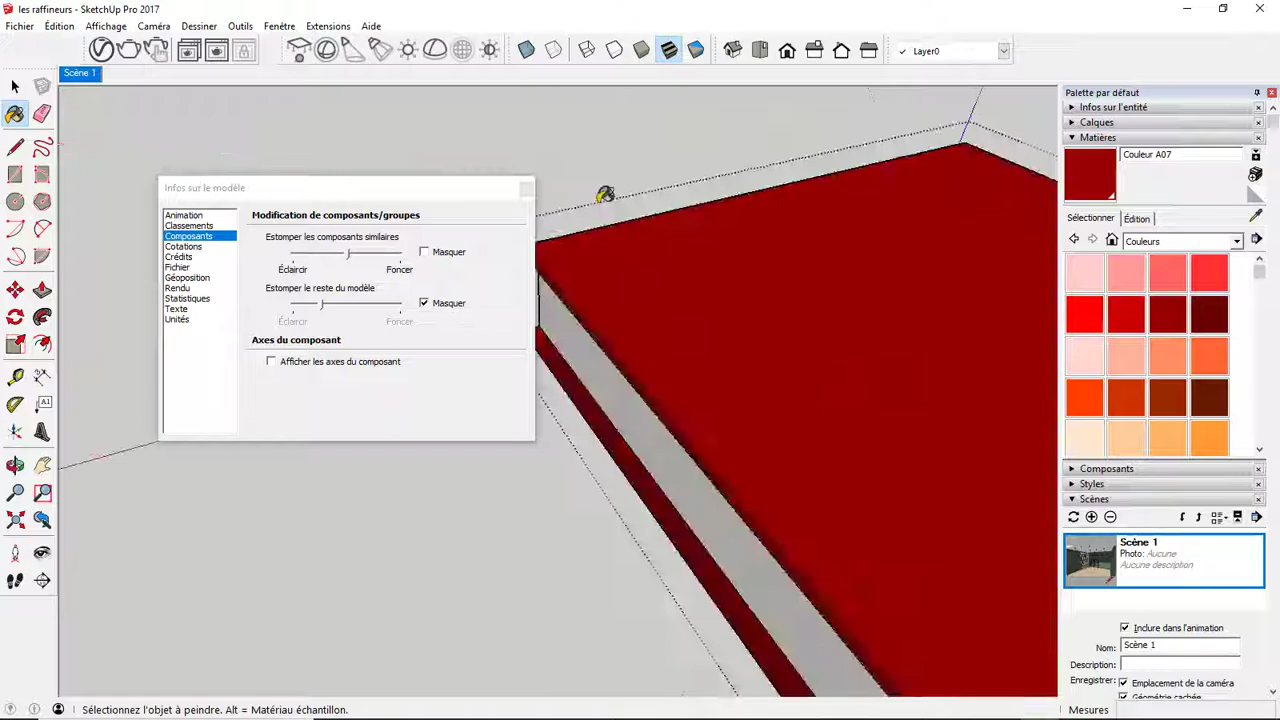 les raffineurs - SketchUp Pro 2017
Fichier Édition Affichage Caméra Dessiner Outils Fenêtre Extensions Aide
Layer0
Scène 1
Palette par défaut
Infos sur l'entité
Calques
Matières
Couleur A07
Sélectionner Édition
Couleurs
Infos sur le modèle
Animation
Classements
Composants
Cotations
Crédits
Fichier
Géoposition
Rendu
Statistiques
Texte
Unités
Modification de composants/groupes
Estomper les composants similaires
Masquer
Éclaircir Foncer
Estomper le reste du modèle
Masquer
Éclaircir Foncer
Axes du composant
Afficher les axes du composant
A1
Composants
Styles
Scènes
Scène 1
Photo: Aucune
Aucune description
Inclure dans l'animation
Nom: Scène 1
Description:
Enregistrer: Emplacement de la caméra
Géométrie cachée
Sélectionnez l'objet à peindre. Alt = Matériau échantillon.
Mesures